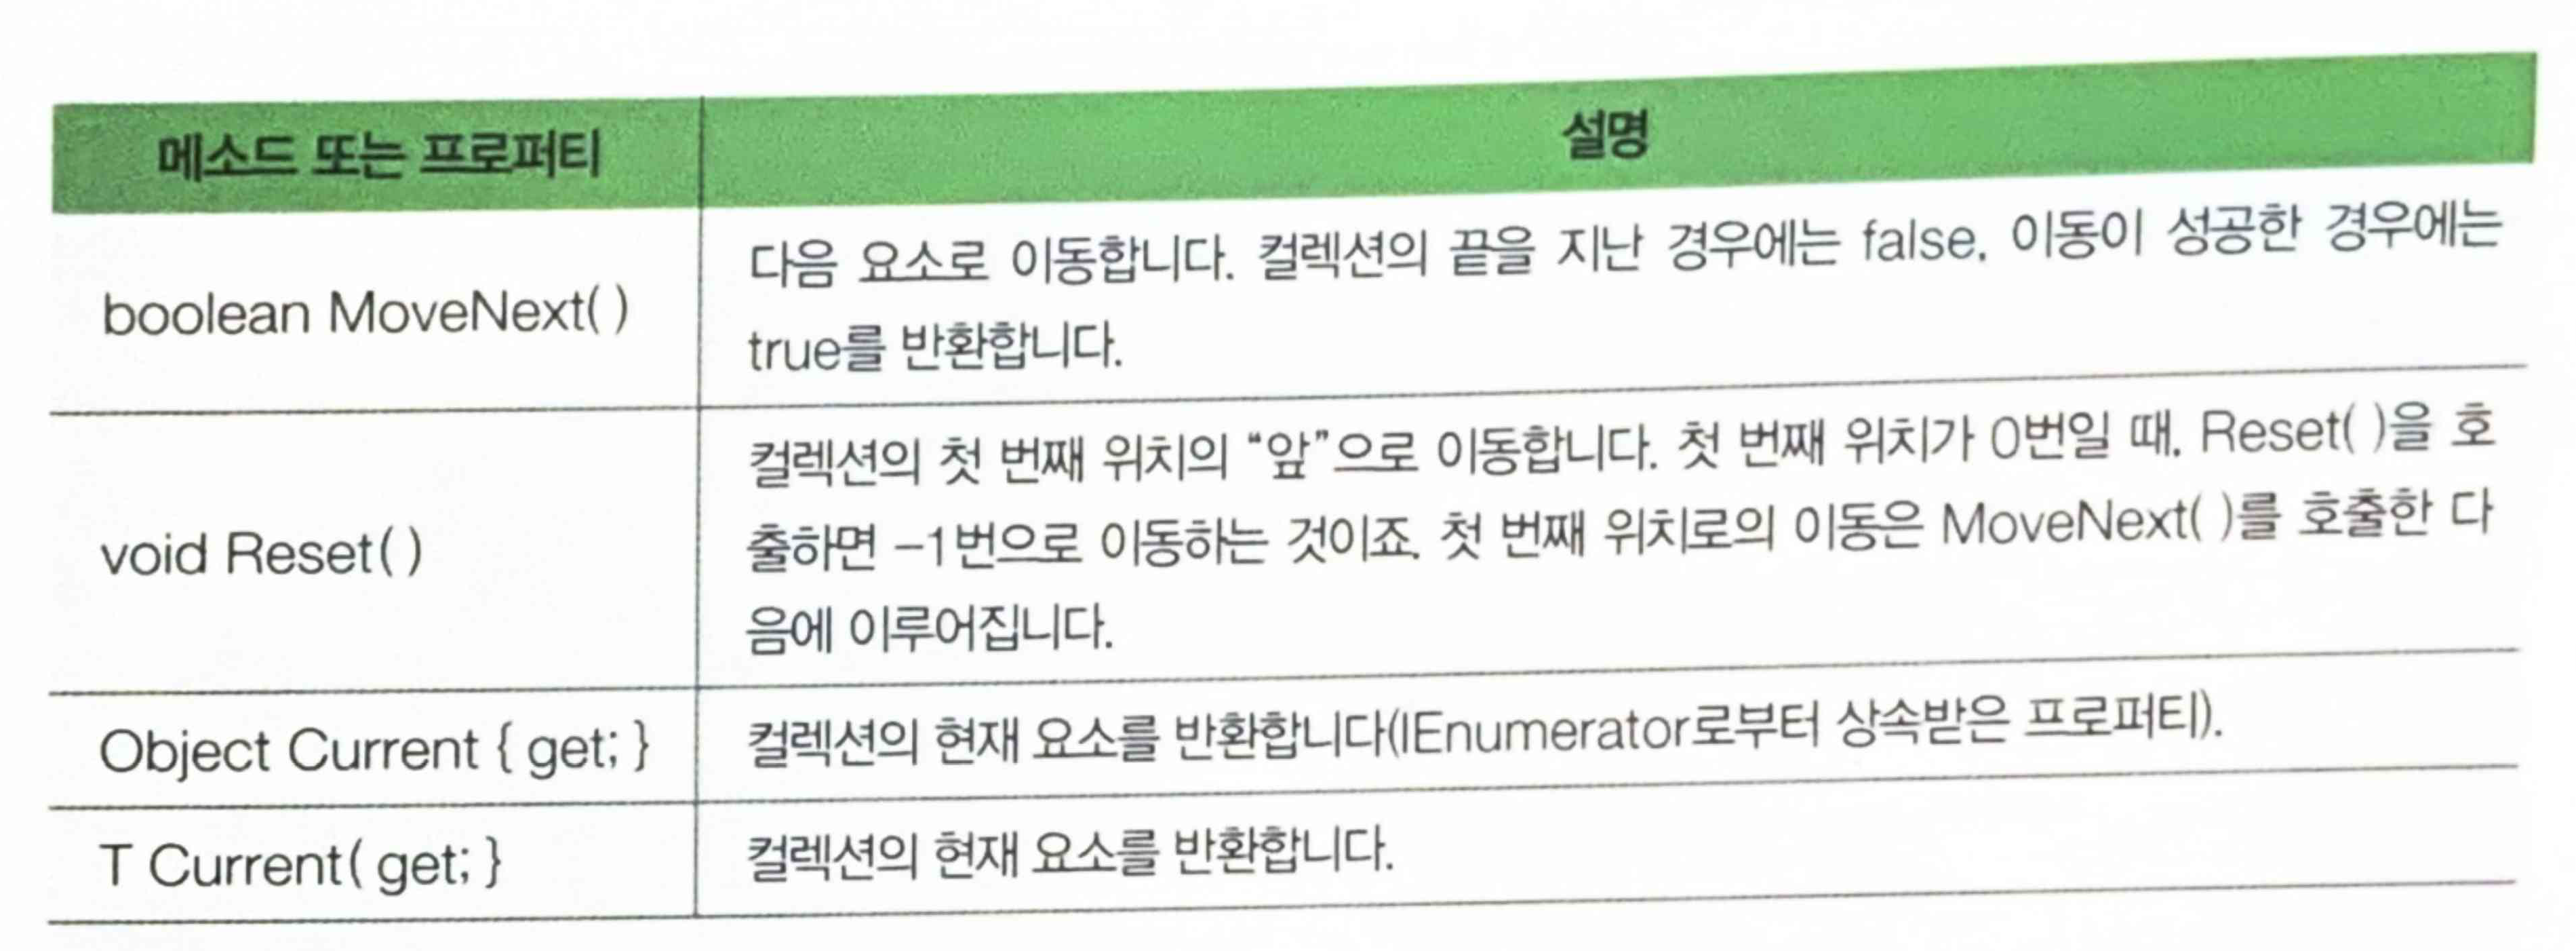 메소드 또는 프로퍼티
설명
boolean MoveNext( )
다음 요소로 이동합니다. 컬렉션의 끝을 지난 경우에는 false, 이동이 성공한 경우에는
true를 반환합니다.
void Reset( )
컬렉션의 첫 번째 위치의 “앞”으로 이동합니다. 첫 번째 위치가 0번일 때, Reset( )을 호
출하면 -1번으로 이동하는 것이죠. 첫 번째 위치로의 이동은 MoveNext( )를 호출한 다
음에 이루어집니다.
Object Current { get; }
컬렉션의 현재 요소를 반환합니다(IEnumerator로부터 상속받은 프로퍼티).
T Current( get; }
컬렉션의 현재 요소를 반환합니다.